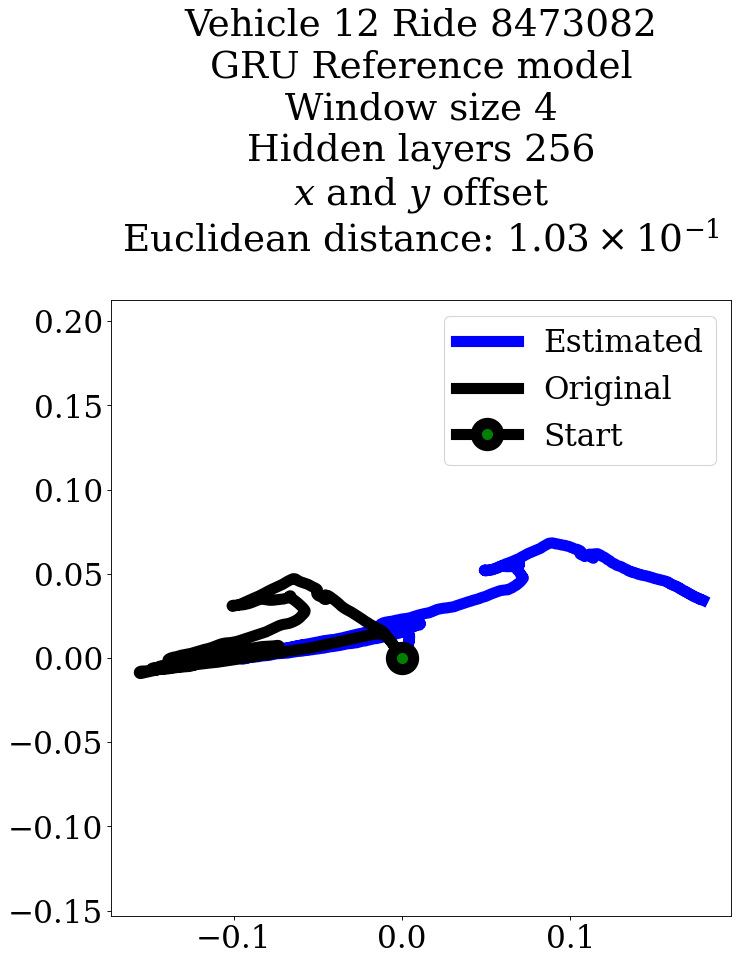 Vehicle 12 Ride 8473082
GRU Reference model
Window size 4
Hidden layers 256
x and y offset
Euclidean distance: 1.03 × 10⁻¹
0.20
0.15
0.10
0.05
0.00
−0.05
−0.10
−0.15
Estimated
Original
Start
−0.1
0.0
0.1